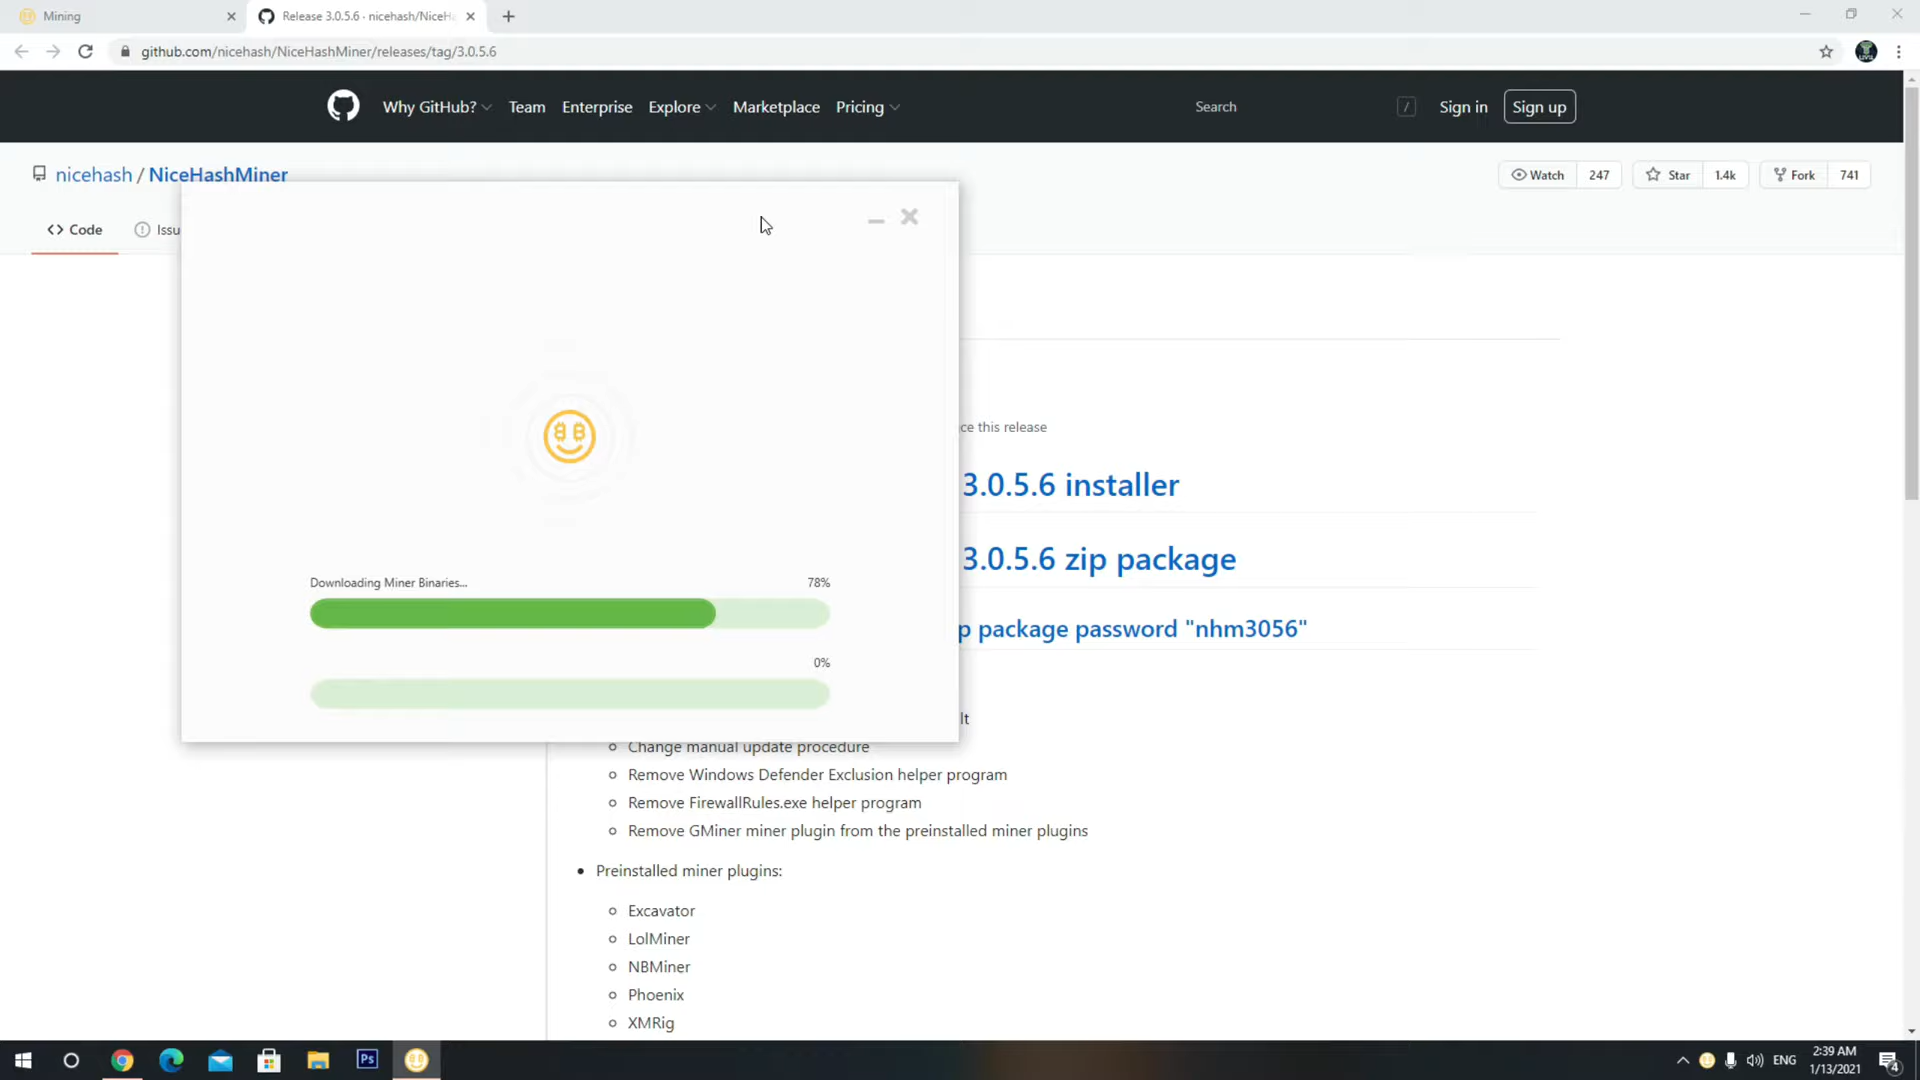 Mining
Release 3.0.5.6 · nicehash/NiceHa
github.com/nicehash/NiceHashMiner/releases/tag/3.0.5.6
Why GitHub? Team Enterprise Explore Marketplace Pricing Search / Sign in Sign up
nicehash / NiceHashMiner
Watch 247 Star 1.4k Fork 741
Code Issu
ce this release
3.0.5.6 installer
3.0.5.6 zip package
Downloading Miner Binaries... 78%
p package password "nhm3056"
0%
lt
Change manual update procedure
Remove Windows Defender Exclusion helper program
Remove FirewallRules.exe helper program
Remove GMiner miner plugin from the preinstalled miner plugins
Preinstalled miner plugins:
Excavator
LolMiner
NBMiner
Phoenix
XMRig
Ps
ENG
2:39 AM
1/13/2021
4